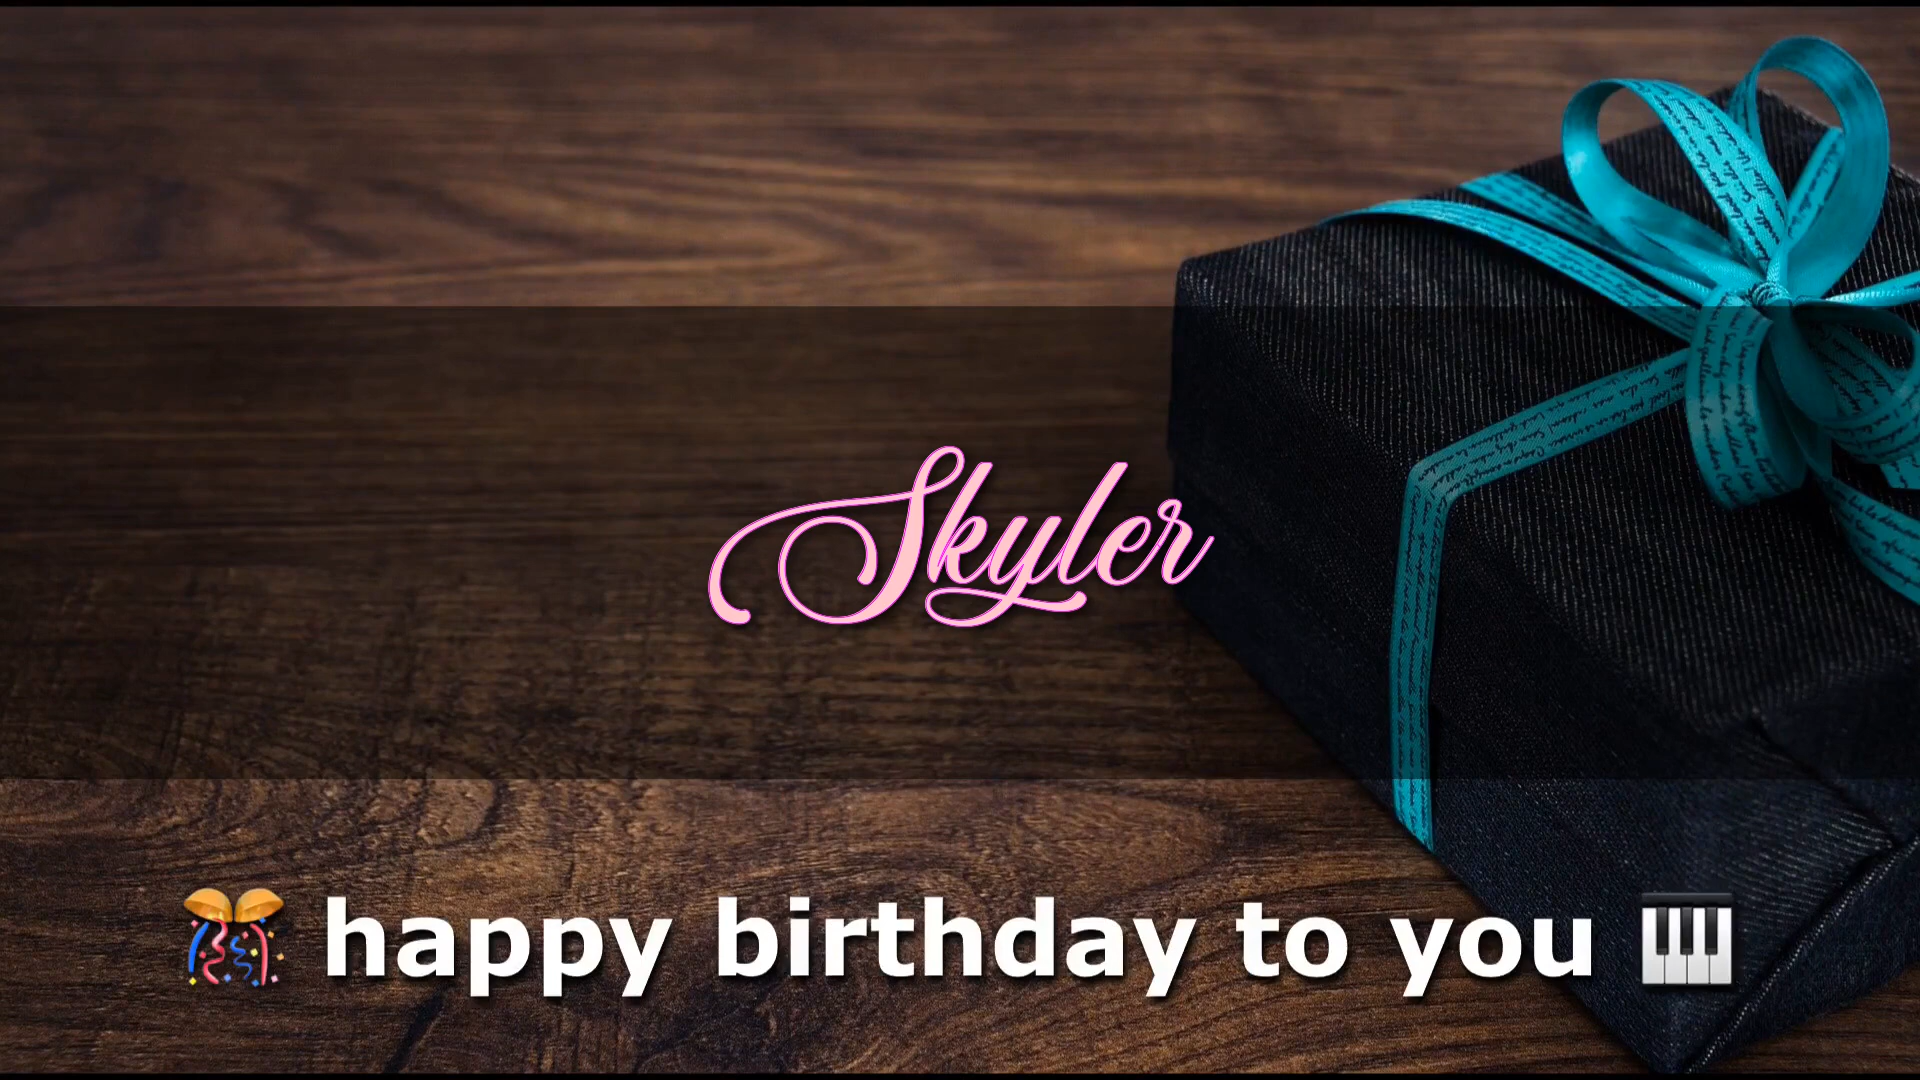 Skyler
🎊 happy birthday to you 🎹